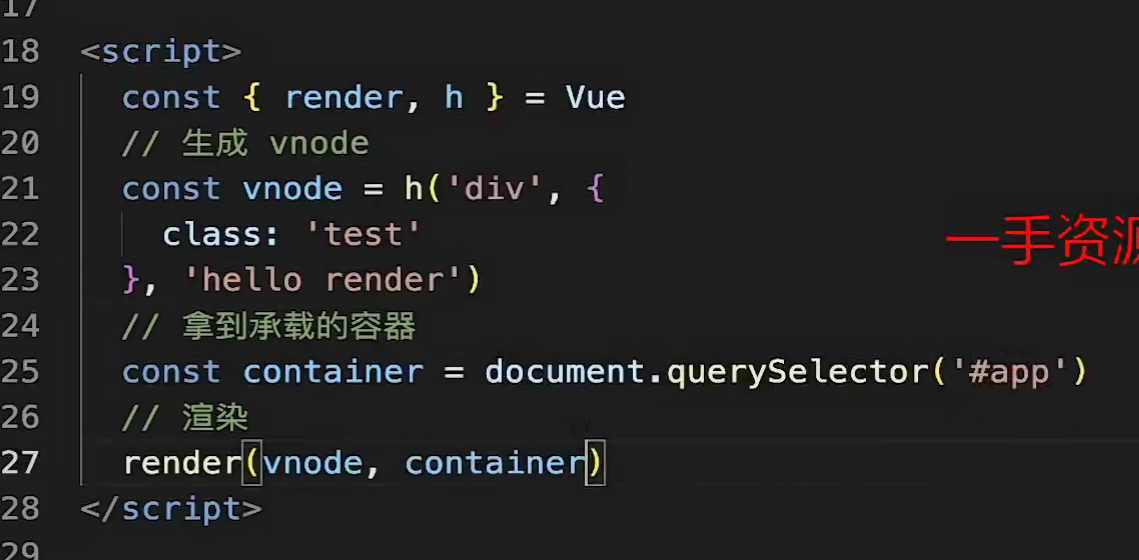 17
18 <script>
19 const { render, h } = Vue
20 // 生成 vnode
21 const vnode = h('div', {
22 class: 'test'
23 }, 'hello render')
24 // 拿到承载的容器
25 const container = document.querySelector('#app')
26 // 渲染
27 render(vnode, container)
28 </script>
29
一手资源